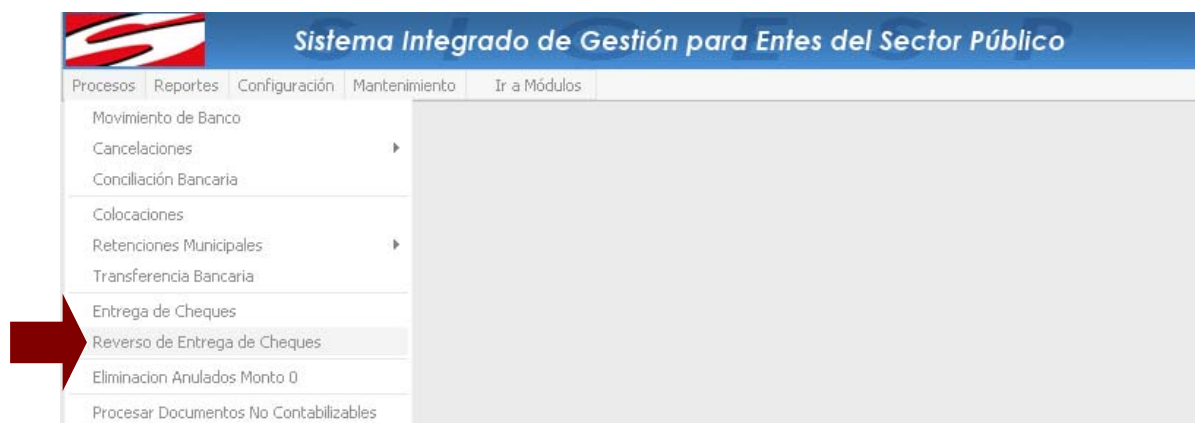 Sistema Integrado de Gestión para Entes del Sector Público
S I G E S P
Procesos Reportes Configuración Mantenimiento Ir a Módulos
Movimiento de Banco
Cancelaciones
Conciliación Bancaria
Colocaciones
Retenciones Municipales
Transferencia Bancaria
Entrega de Cheques
Reverso de Entrega de Cheques
Eliminacion Anulados Monto 0
Procesar Documentos No Contabilizables